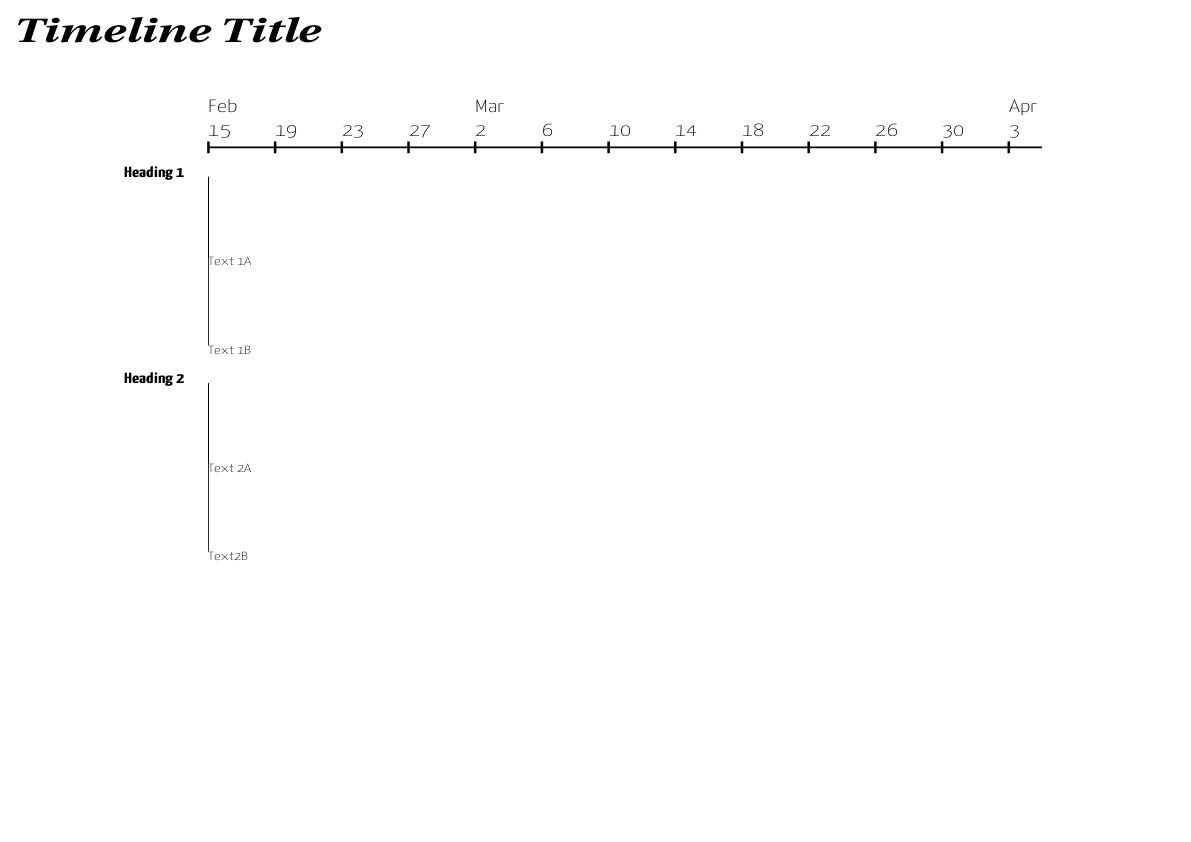 Timeline Title
Feb Mar Apr
15 19 23 27 2 6 10 14 18 22 26 30 3
Heading 1
Text 1A
Text 1B
Heading 2
Text 2A
Text2B